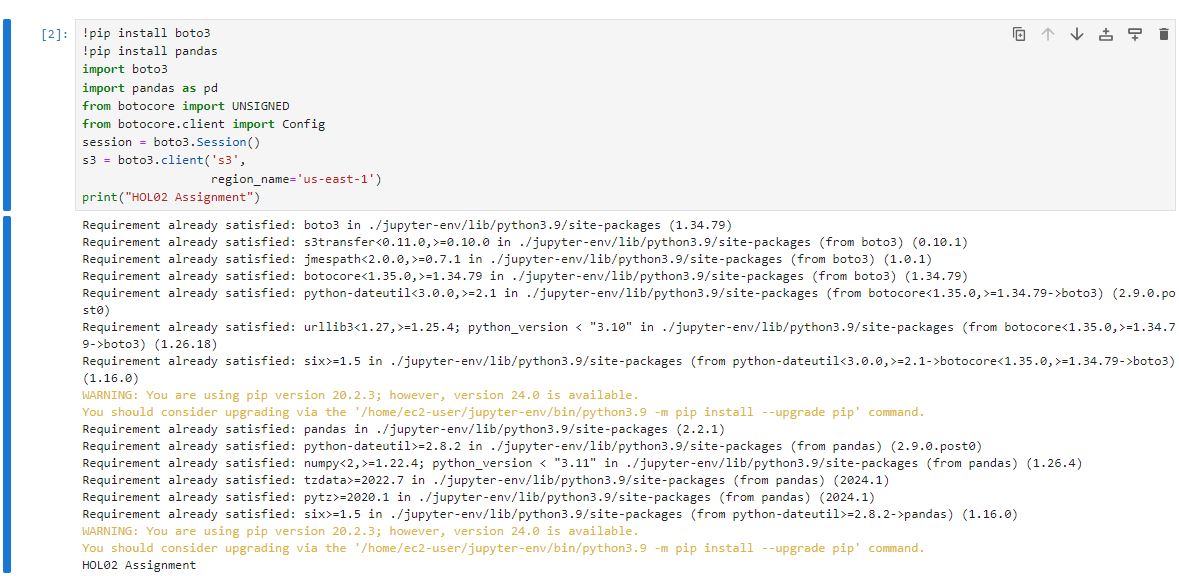 [2]: !pip install boto3
!pip install pandas
import boto3
import pandas as pd
from botocore import UNSIGNED
from botocore.client import Config
session = boto3.Session()
s3 = boto3.client('s3',
                  region_name='us-east-1')
print("HOL02 Assignment")
Requirement already satisfied: boto3 in ./jupyter-env/lib/python3.9/site-packages (1.34.79)
Requirement already satisfied: s3transfer<0.11.0,>=0.10.0 in ./jupyter-env/lib/python3.9/site-packages (from boto3) (0.10.1)
Requirement already satisfied: jmespath<2.0.0,>=0.7.1 in ./jupyter-env/lib/python3.9/site-packages (from boto3) (1.0.1)
Requirement already satisfied: botocore<1.35.0,>=1.34.79 in ./jupyter-env/lib/python3.9/site-packages (from boto3) (1.34.79)
Requirement already satisfied: python-dateutil<3.0.0,>=2.1 in ./jupyter-env/lib/python3.9/site-packages (from botocore<1.35.0,>=1.34.79->boto3) (2.9.0.po
st0)
Requirement already satisfied: urllib3<1.27,>=1.25.4; python_version < "3.10" in ./jupyter-env/lib/python3.9/site-packages (from botocore<1.35.0,>=1.34.7
9->boto3) (1.26.18)
Requirement already satisfied: six>=1.5 in ./jupyter-env/lib/python3.9/site-packages (from python-dateutil<3.0.0,>=2.1->botocore<1.35.0,>=1.34.79->boto3)
(1.16.0)
WARNING: You are using pip version 20.2.3; however, version 24.0 is available.
You should consider upgrading via the '/home/ec2-user/jupyter-env/bin/python3.9 -m pip install --upgrade pip' command.
Requirement already satisfied: pandas in ./jupyter-env/lib/python3.9/site-packages (2.2.1)
Requirement already satisfied: python-dateutil>=2.8.2 in ./jupyter-env/lib/python3.9/site-packages (from pandas) (2.9.0.post0)
Requirement already satisfied: numpy<2,>=1.22.4; python_version < "3.11" in ./jupyter-env/lib/python3.9/site-packages (from pandas) (1.26.4)
Requirement already satisfied: tzdata>=2022.7 in ./jupyter-env/lib/python3.9/site-packages (from pandas) (2024.1)
Requirement already satisfied: pytz>=2020.1 in ./jupyter-env/lib/python3.9/site-packages (from pandas) (2024.1)
Requirement already satisfied: six>=1.5 in ./jupyter-env/lib/python3.9/site-packages (from python-dateutil>=2.8.2->pandas) (1.16.0)
WARNING: You are using pip version 20.2.3; however, version 24.0 is available.
You should consider upgrading via the '/home/ec2-user/jupyter-env/bin/python3.9 -m pip install --upgrade pip' command.
HOL02 Assignment